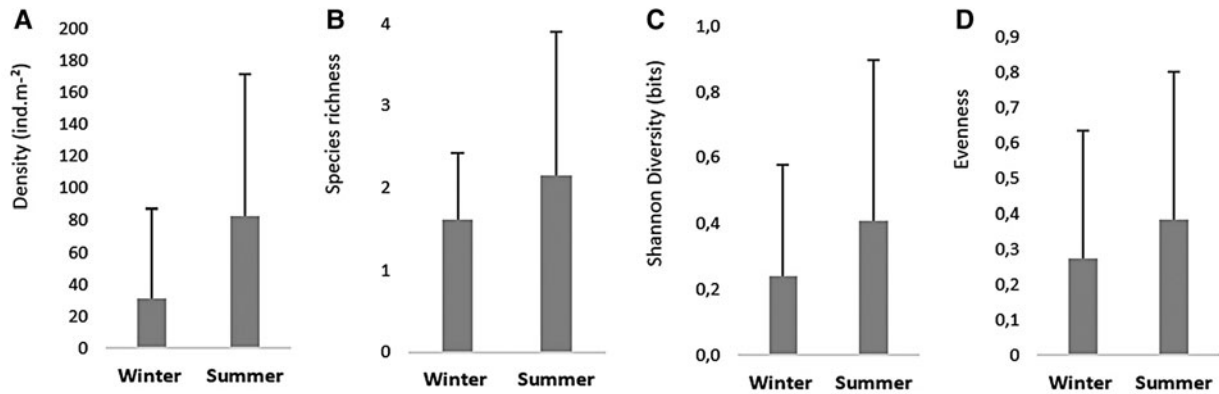 A
Density (ind.m-²)
200
180
160
140
120
100
80
60
40
20
0
Winter Summer
B
Species richness
4
3
2
1
0
Winter Summer
C
Shannon Diversity (bits)
1,0
0,8
0,6
0,4
0,2
0,0
Winter Summer
D
Evenness
0,9
0,8
0,7
0,6
0,5
0,4
0,3
0,2
0,1
0
Winter Summer